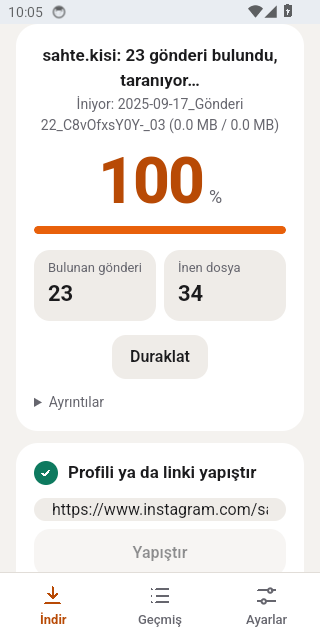 10:05
sahte.kisi: 23 gönderi bulundu,
taranıyor…
İniyor: 2025-09-17_Gönderi
22_C8vOfxsY0Y-_03 (0.0 MB / 0.0 MB)
100 %
Bulunan gönderi
23
İnen dosya
34
Duraklat
Ayrıntılar
Profili ya da linki yapıştır
https://www.instagram.com/sa
Yapıştır
İndir
Geçmiş
Ayarlar